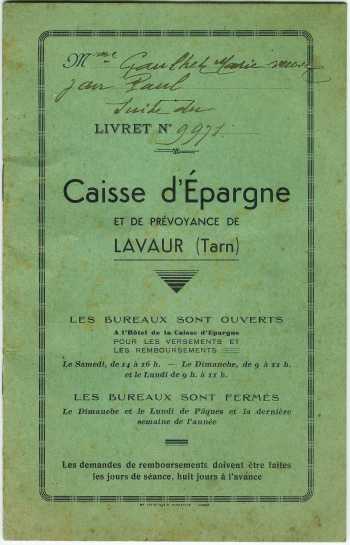 Mme Gaulhet Marie
Jean Paul
Suite du
LIVRET N° 9971
Caisse d'Épargne
ET DE PRÉVOYANCE DE
LAVAUR (Tarn)
LES BUREAUX SONT OUVERTS
A l'Hôtel de la Caisse d'Epargne
POUR LES VERSEMENTS ET
LES REMBOURSEMENTS
Le Samedi, de 14 à 16 h. — Le Dimanche, de 9 à 11 h.
et le Lundi de 9 h. à 11 h.
LES BUREAUX SONT FERMÉS
Le Dimanche et le Lundi de Pâques et la dernière
semaine de l'année
Les demandes de remboursements doivent être faites
les jours de séance, huit jours à l'avance